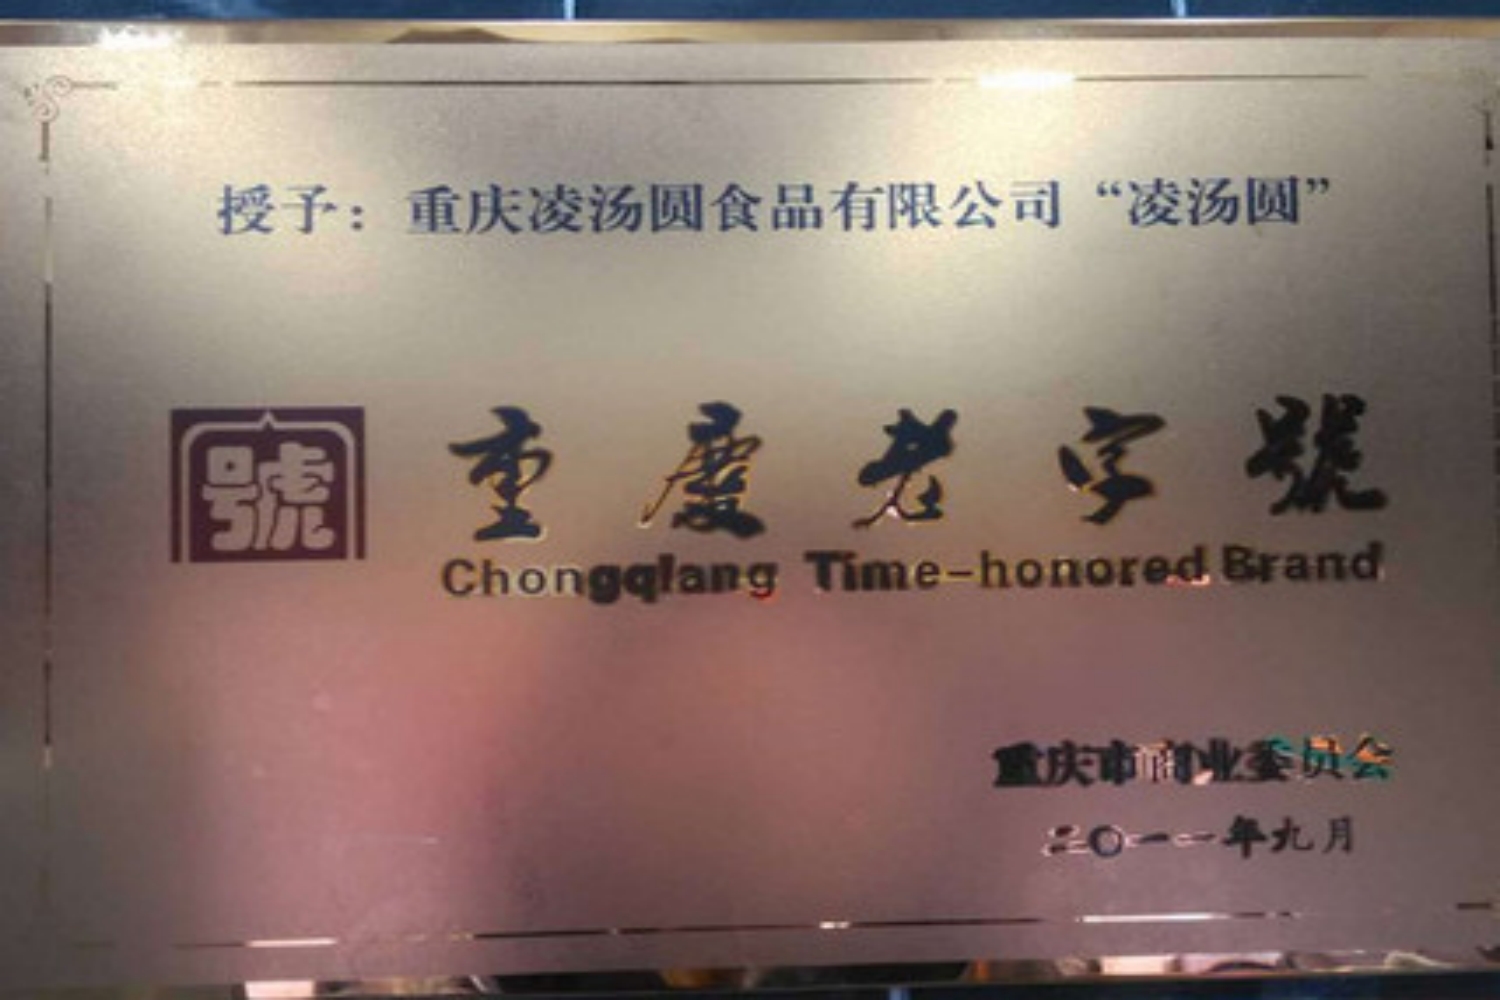 授予：重庆凌汤圆食品有限公司“凌汤圆”
號
重慶老字號
Chongqiang Time-honored Brand
重庆市商业委员会
二〇一一年九月